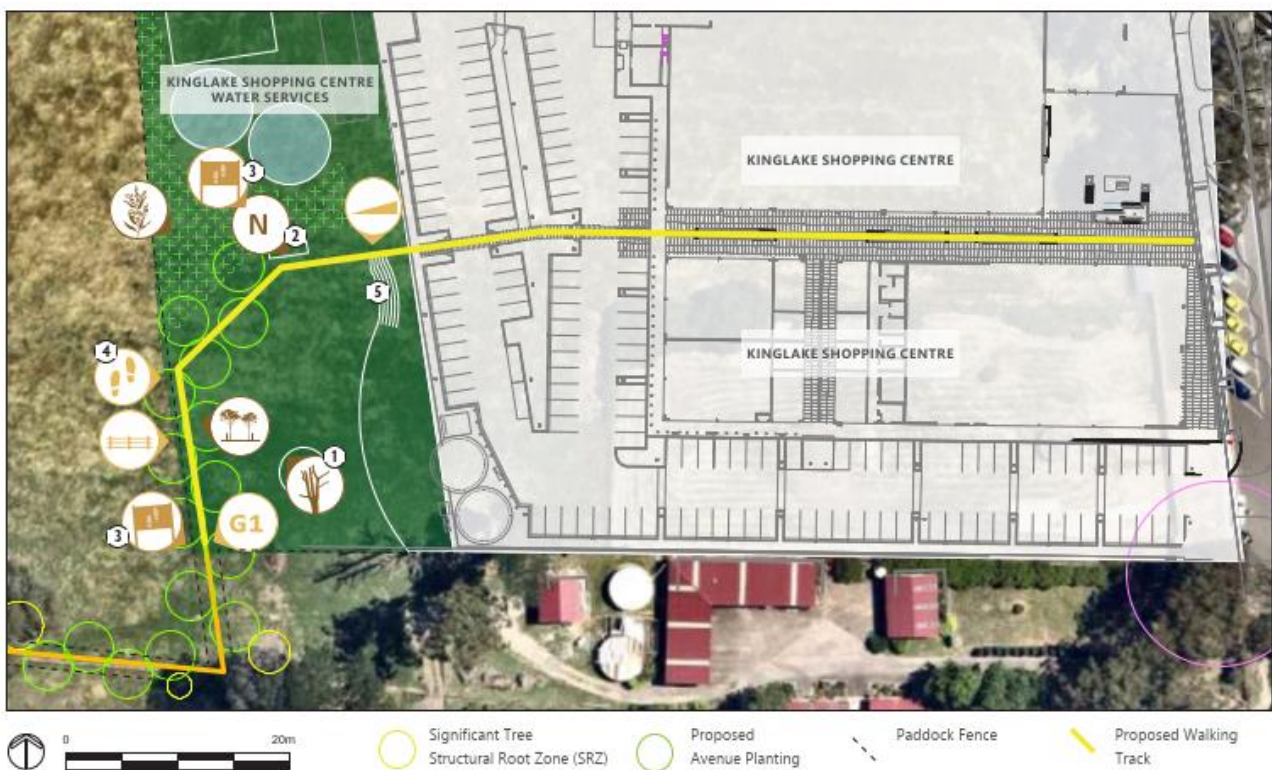 KINGLAKE SHOPPING CENTRE
WATER SERVICES
3
N
2
KINGLAKE SHOPPING CENTRE
5
KINGLAKE SHOPPING CENTRE
4
1
3
G1
0
20m
Significant Tree
Structural Root Zone (SRZ)
Proposed
Avenue Planting
Paddock Fence
Proposed Walking
Track